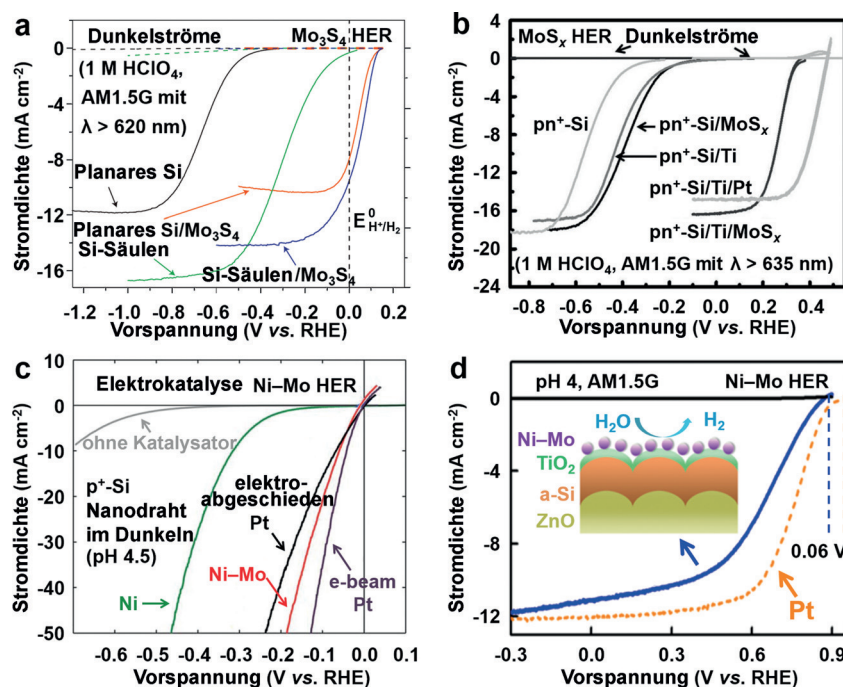 a
Dunkelströme
Mo₃S₄ HER
(1 M HClO₄,
AM1.5G mit
λ > 620 nm)
Planares Si
Planares Si/Mo₃S₄
Si-Säulen
Si-Säulen/Mo₃S₄
E⁰H⁺/H₂
0
-4
-8
-12
-16
Stromdichte (mA cm⁻²)
-1.2 -1.0 -0.8 -0.6 -0.4 -0.2 0.0 0.2
Vorspannung (V vs. RHE)
b
MoSₓ HER
Dunkelströme
pn⁺-Si
pn⁺-Si/MoSₓ
pn⁺-Si/Ti
pn⁺-Si/Ti/Pt
pn⁺-Si/Ti/MoSₓ
(1 M HClO₄, AM1.5G mit λ > 635 nm)
4
0
-4
-8
-12
-16
-20
-24
Stromdichte (mA cm⁻²)
-0.8 -0.6 -0.4 -0.2 0.0 0.2 0.4
Vorspannung (V vs. RHE)
c
Elektrokatalyse
Ni–Mo HER
ohne Katalysator
p⁺-Si
Nanodraht
im Dunkeln
(pH 4.5)
elektro-
abgeschieden
Pt
Ni–Mo
e-beam
Pt
Ni
10
0
-10
-20
-30
-40
-50
Stromdichte (mA cm⁻²)
-0.6 -0.5 -0.4 -0.3 -0.2 -0.1 0.0 0.1
Vorspannung (V vs. RHE)
d
pH 4, AM1.5G
Ni–Mo HER
H₂O
H₂
Ni–Mo
TiO₂
a-Si
ZnO
0.06 V
Pt
4
0
-4
-8
-12
Stromdichte (mA cm⁻²)
-0.3 0.0 0.3 0.6 0.9
Vorspannung (V vs. RHE)